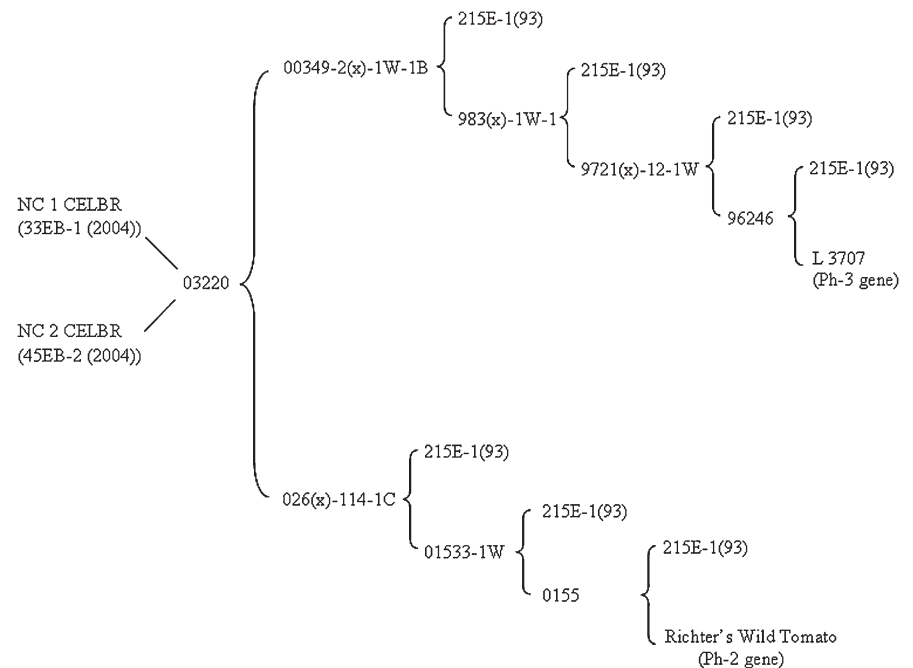 215E-1(93)
00349-2(x)-1W-1B
215E-1(93)
983(x)-1W-1
215E-1(93)
9721(x)-12-1W
215E-1(93)
96246
L 3707
(Ph-3 gene)
NC 1 CELBR
(33EB-1 (2004))
03220
NC 2 CELBR
(45EB-2 (2004))
215E-1(93)
026(x)-114-1C
215E-1(93)
01533-1W
215E-1(93)
0155
Richter's Wild Tomato
(Ph-2 gene)